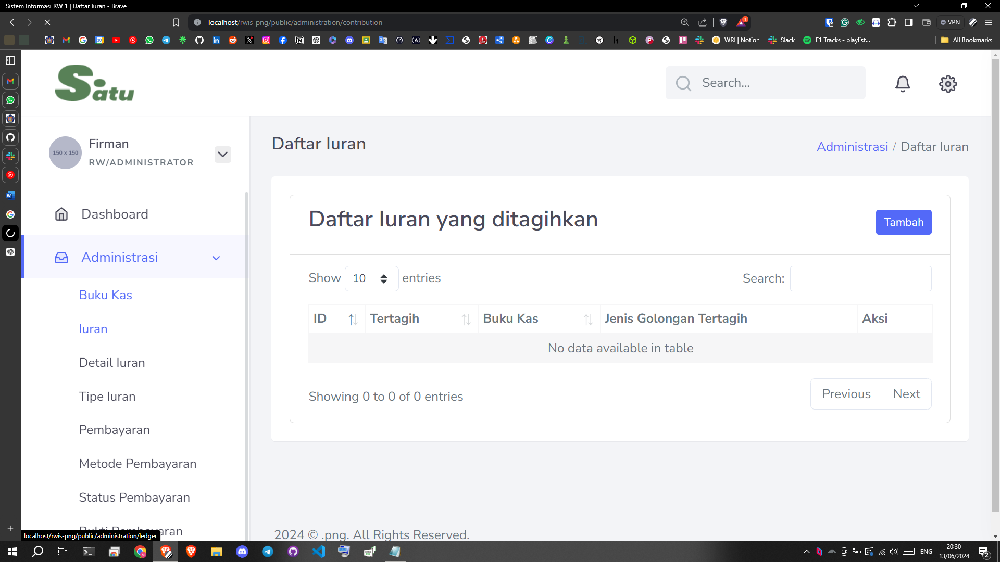 Sistem Informasi RW 1 | Daftar Iuran - Brave
localhost/rwis-png/public/administration/contribution
1
VPN
WRI | Notion
Slack
F1 Tracks - playlist...
All Bookmarks
Satu
Search...
Firman
RW/ADMINISTRATOR
150 x 150
Daftar Iuran
Administrasi / Daftar Iuran
Dashboard
Administrasi
Buku Kas
Iuran
Detail Iuran
Tipe Iuran
Pembayaran
Metode Pembayaran
Status Pembayaran
Bukti Pembayaran
Daftar Iuran yang ditagihkan
Tambah
Show 10 entries
Search:
ID Tertagih Buku Kas Jenis Golongan Tertagih Aksi
No data available in table
Showing 0 to 0 of 0 entries
Previous Next
2024 © .png. All Rights Reserved.
localhost/rwis-png/public/administration/ledger
ENG
20:30
13/06/2024
2